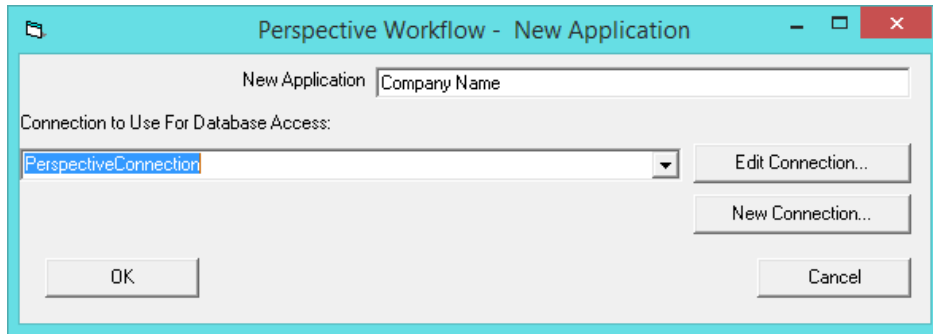 Perspective Workflow - New Application
New Application Company Name
Connection to Use For Database Access:
PerspectiveConnection Edit Connection...
New Connection...
OK Cancel